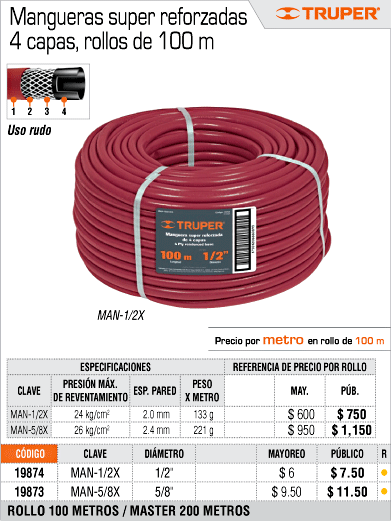 Mangueras super reforzadas
4 capas, rollos de 100 m
TRUPER®
1 2 3 4
Uso rudo
TRUPER
Manguera super reforzada
de 4 capas
4 Ply reinforced hose
100 m 1/2"
MAN-1/2X
Precio por metro en rollo de 100 m
ESPECIFICACIONES REFERENCIA DE PRECIO POR ROLLO
CLAVE PRESIÓN MÁX. DE REVENTAMIENTO ESP. PARED PESO X METRO MAY. PÚB.
MAN-1/2X 24 kg/cm² 2.0 mm 133 g $ 600 $ 750
MAN-5/8X 26 kg/cm² 2.4 mm 221 g $ 950 $ 1,150
CÓDIGO CLAVE DIÁMETRO MAYOREO PÚBLICO R
19874 MAN-1/2X 1/2" $ 6 $ 7.50
19873 MAN-5/8X 5/8" $ 9.50 $ 11.50
ROLLO 100 METROS / MASTER 200 METROS